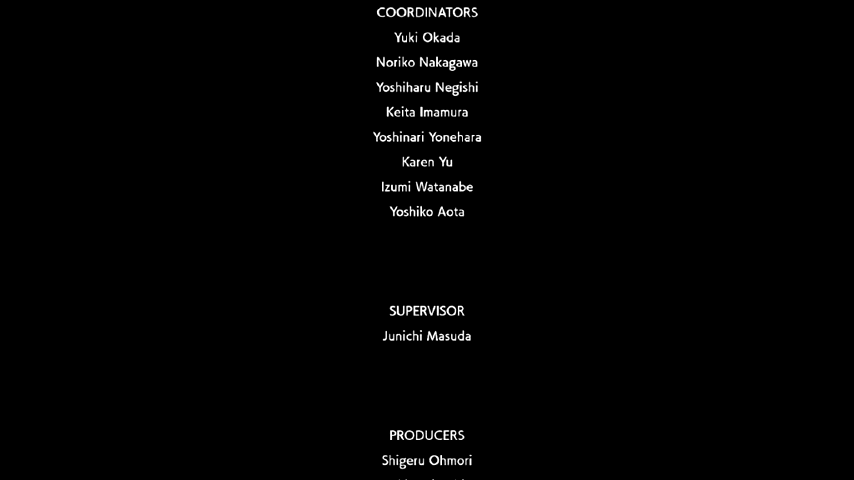 COORDINATORS
Yuki Okada
Noriko Nakagawa
Yoshiharu Negishi
Keita Imamura
Yoshinari Yonehara
Karen Yu
Izumi Watanabe
Yoshiko Aota
SUPERVISOR
Junichi Masuda
PRODUCERS
Shigeru Ohmori